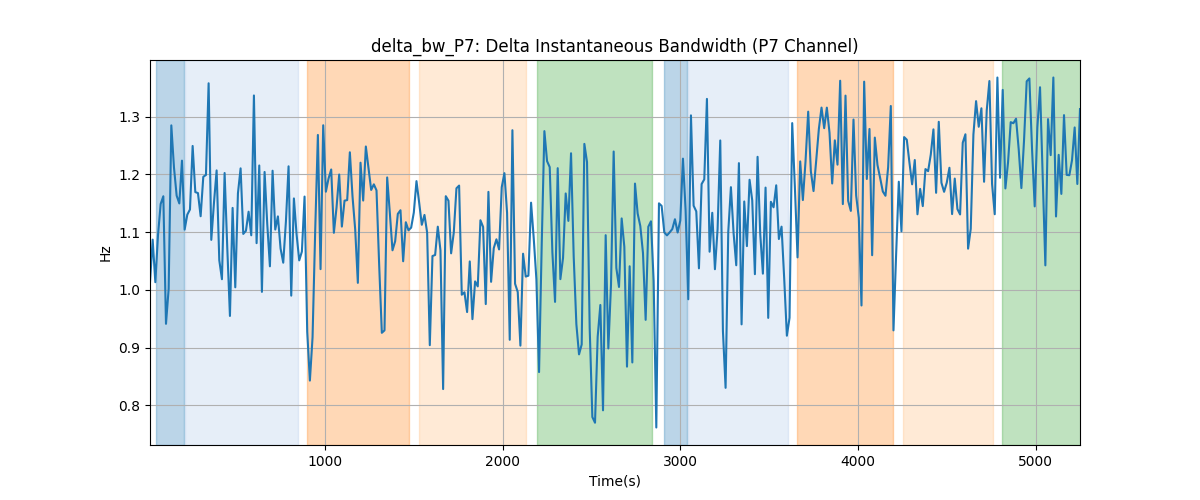 delta_bw_P7: Delta Instantaneous Bandwidth (P7 Channel)
Hz
1.3
1.2
1.1
1.0
0.9
0.8
1000 2000 3000 4000 5000
Time(s)